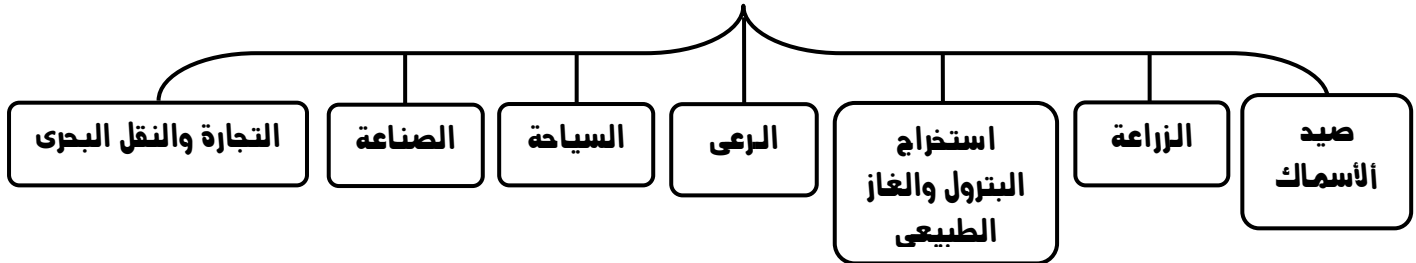 صيد
ألأسماك
الزراعة
استخراج
البترول والغاز
الطبيعى
الرعى
السياحة
الصناعة
التجارة والنقل البحرى